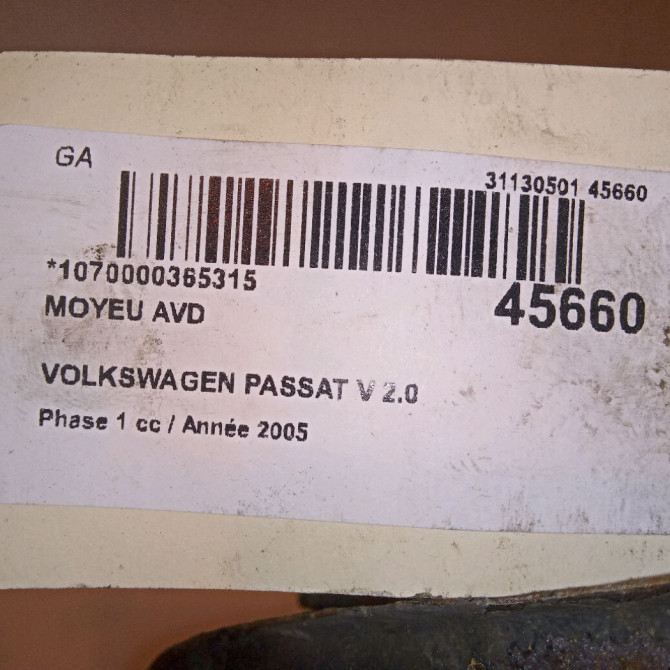 GA
31130501 45660
*1070000365315
45660
MOYEU AVD
VOLKSWAGEN PASSAT V 2.0
Phase 1 cc / Année 2005